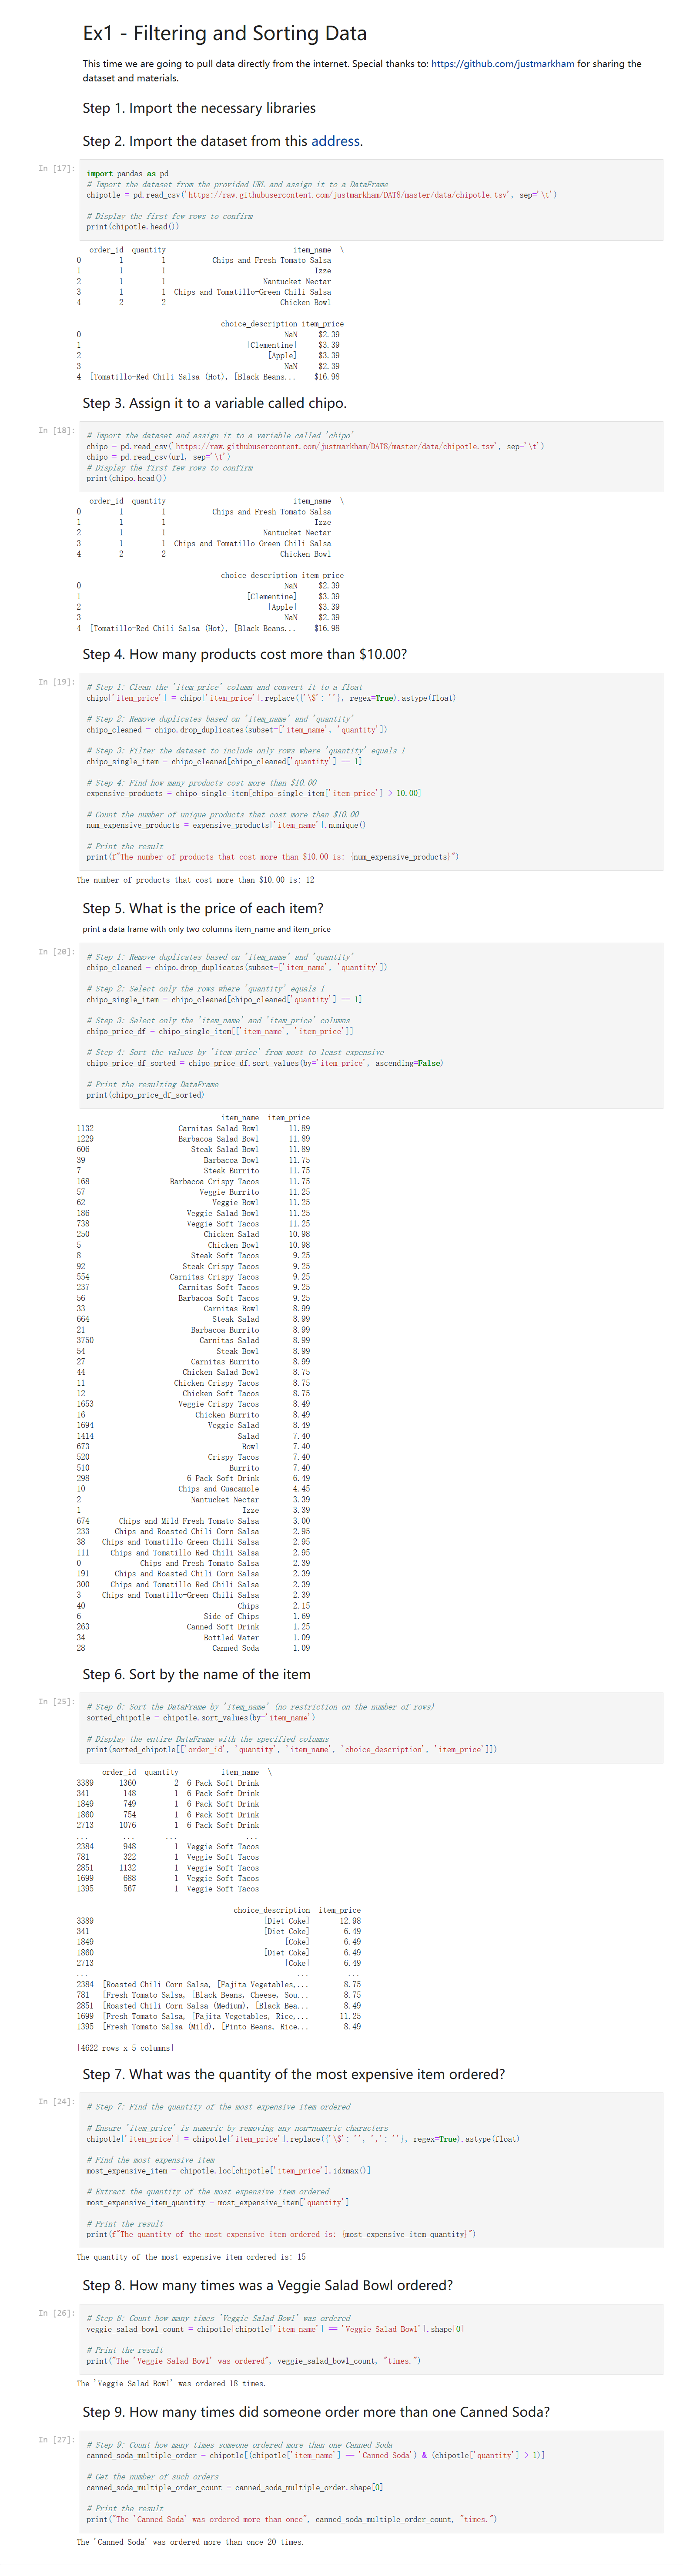 Ex1 - Filtering and Sorting Data
This time we are going to pull data directly from the internet. Special thanks to: https://github.com/justmarkham for sharing the
dataset and materials.
Step 1. Import the necessary libraries
Step 2. Import the dataset from this address.
In [17]:
import pandas as pd
# Import the dataset from the provided URL and assign it to a DataFrame
chipotle = pd.read_csv('https://raw.githubusercontent.com/justmarkham/DAT8/master/data/chipotle.tsv', sep='\t')
# Display the first few rows to confirm
print(chipotle.head())
order_id quantity item_name \
0 1 1 Chips and Fresh Tomato Salsa
1 1 1 Izze
2 1 1 Nantucket Nectar
3 1 1 Chips and Tomatillo-Green Chili Salsa
4 2 2 Chicken Bowl
choice_description item_price
0 NaN $2.39
1 [Clementine] $3.39
2 [Apple] $3.39
3 NaN $2.39
4 [Tomatillo-Red Chili Salsa (Hot), [Black Beans... $16.98
Step 3. Assign it to a variable called chipo.
In [18]:
# Import the dataset and assign it to a variable called 'chipo'
chipo = pd.read_csv('https://raw.githubusercontent.com/justmarkham/DAT8/master/data/chipotle.tsv', sep='\t')
chipo = pd.read_csv(url, sep='\t')
# Display the first few rows to confirm
print(chipo.head())
order_id quantity item_name \
0 1 1 Chips and Fresh Tomato Salsa
1 1 1 Izze
2 1 1 Nantucket Nectar
3 1 1 Chips and Tomatillo-Green Chili Salsa
4 2 2 Chicken Bowl
choice_description item_price
0 NaN $2.39
1 [Clementine] $3.39
2 [Apple] $3.39
3 NaN $2.39
4 [Tomatillo-Red Chili Salsa (Hot), [Black Beans... $16.98
Step 4. How many products cost more than $10.00?
In [19]:
# Step 1: Clean the 'item_price' column and convert it to a float
chipo['item_price'] = chipo['item_price'].replace({'\$': ''}, regex=True).astype(float)
# Step 2: Remove duplicates based on 'item_name' and 'quantity'
chipo_cleaned = chipo.drop_duplicates(subset=['item_name', 'quantity'])
# Step 3: Filter the dataset to include only rows where 'quantity' equals 1
chipo_single_item = chipo_cleaned[chipo_cleaned['quantity'] == 1]
# Step 4: Find how many products cost more than $10.00
expensive_products = chipo_single_item[chipo_single_item['item_price'] > 10.00]
# Count the number of unique products that cost more than $10.00
num_expensive_products = expensive_products['item_name'].nunique()
# Print the result
print(f"The number of products that cost more than $10.00 is: {num_expensive_products}")
The number of products that cost more than $10.00 is: 12
Step 5. What is the price of each item?
print a data frame with only two columns item_name and item_price
In [20]:
# Step 1: Remove duplicates based on 'item_name' and 'quantity'
chipo_cleaned = chipo.drop_duplicates(subset=['item_name', 'quantity'])
# Step 2: Select only the rows where 'quantity' equals 1
chipo_single_item = chipo_cleaned[chipo_cleaned['quantity'] == 1]
# Step 3: Select only the 'item_name' and 'item_price' columns
chipo_price_df = chipo_single_item[['item_name', 'item_price']]
# Step 4: Sort the values by 'item_price' from most to least expensive
chipo_price_df_sorted = chipo_price_df.sort_values(by='item_price', ascending=False)
# Print the resulting DataFrame
print(chipo_price_df_sorted)
item_name item_price
1132 Carnitas Salad Bowl 11.89
1229 Barbacoa Salad Bowl 11.89
606 Steak Salad Bowl 11.89
39 Barbacoa Bowl 11.75
7 Steak Burrito 11.75
168 Barbacoa Crispy Tacos 11.75
57 Veggie Burrito 11.25
62 Veggie Bowl 11.25
186 Veggie Salad Bowl 11.25
738 Veggie Soft Tacos 11.25
250 Chicken Salad 10.98
5 Chicken Bowl 10.98
8 Steak Soft Tacos 9.25
92 Steak Crispy Tacos 9.25
554 Carnitas Crispy Tacos 9.25
237 Carnitas Soft Tacos 9.25
56 Barbacoa Soft Tacos 9.25
33 Carnitas Bowl 8.99
664 Steak Salad 8.99
21 Barbacoa Burrito 8.99
3750 Carnitas Salad 8.99
54 Steak Bowl 8.99
27 Carnitas Burrito 8.99
44 Chicken Salad Bowl 8.75
11 Chicken Crispy Tacos 8.75
12 Chicken Soft Tacos 8.75
1653 Veggie Crispy Tacos 8.49
16 Chicken Burrito 8.49
1694 Veggie Salad 8.49
1414 Salad 7.40
673 Bowl 7.40
520 Crispy Tacos 7.40
510 Burrito 7.40
298 6 Pack Soft Drink 6.49
10 Chips and Guacamole 4.45
2 Nantucket Nectar 3.39
1 Izze 3.39
674 Chips and Mild Fresh Tomato Salsa 3.00
233 Chips and Roasted Chili Corn Salsa 2.95
38 Chips and Tomatillo Green Chili Salsa 2.95
111 Chips and Tomatillo Red Chili Salsa 2.95
0 Chips and Fresh Tomato Salsa 2.39
191 Chips and Roasted Chili-Corn Salsa 2.39
300 Chips and Tomatillo-Red Chili Salsa 2.39
3 Chips and Tomatillo-Green Chili Salsa 2.39
40 Chips 2.15
6 Side of Chips 1.69
263 Canned Soft Drink 1.25
34 Bottled Water 1.09
28 Canned Soda 1.09
Step 6. Sort by the name of the item
In [25]:
# Step 6: Sort the DataFrame by 'item_name' (no restriction on the number of rows)
sorted_chipotle = chipotle.sort_values(by='item_name')
# Display the entire DataFrame with the specified columns
print(sorted_chipotle[['order_id', 'quantity', 'item_name', 'choice_description', 'item_price']])
order_id quantity item_name \
3389 1360 2 6 Pack Soft Drink
341 148 1 6 Pack Soft Drink
1849 749 1 6 Pack Soft Drink
1860 754 1 6 Pack Soft Drink
2713 1076 1 6 Pack Soft Drink
... ... ... ...
2384 948 1 Veggie Soft Tacos
781 322 1 Veggie Soft Tacos
2851 1132 1 Veggie Soft Tacos
1699 688 1 Veggie Soft Tacos
1395 567 1 Veggie Soft Tacos
choice_description item_price
3389 [Diet Coke] 12.98
341 [Diet Coke] 6.49
1849 [Coke] 6.49
1860 [Diet Coke] 6.49
2713 [Coke] 6.49
... ... ...
2384 [Roasted Chili Corn Salsa, [Fajita Vegetables,... 8.75
781 [Fresh Tomato Salsa, [Black Beans, Cheese, Sou... 8.75
2851 [Roasted Chili Corn Salsa (Medium), [Black Bea... 8.49
1699 [Fresh Tomato Salsa, [Fajita Vegetables, Rice,... 11.25
1395 [Fresh Tomato Salsa (Mild), [Pinto Beans, Rice... 8.49
[4622 rows x 5 columns]
Step 7. What was the quantity of the most expensive item ordered?
In [24]:
# Step 7: Find the quantity of the most expensive item ordered
# Ensure 'item_price' is numeric by removing any non-numeric characters
chipotle['item_price'] = chipotle['item_price'].replace({'\$': '', ',': ''}, regex=True).astype(float)
# Find the most expensive item
most_expensive_item = chipotle.loc[chipotle['item_price'].idxmax()]
# Extract the quantity of the most expensive item ordered
most_expensive_item_quantity = most_expensive_item['quantity']
# Print the result
print(f"The quantity of the most expensive item ordered is: {most_expensive_item_quantity}")
The quantity of the most expensive item ordered is: 15
Step 8. How many times was a Veggie Salad Bowl ordered?
In [26]:
# Step 8: Count how many times 'Veggie Salad Bowl' was ordered
veggie_salad_bowl_count = chipotle[chipotle['item_name'] == 'Veggie Salad Bowl'].shape[0]
# Print the result
print("The 'Veggie Salad Bowl' was ordered", veggie_salad_bowl_count, "times.")
The 'Veggie Salad Bowl' was ordered 18 times.
Step 9. How many times did someone order more than one Canned Soda?
In [27]:
# Step 9: Count how many times someone ordered more than one Canned Soda
canned_soda_multiple_order = chipotle[(chipotle['item_name'] == 'Canned Soda') & (chipotle['quantity'] > 1)]
# Get the number of such orders
canned_soda_multiple_order_count = canned_soda_multiple_order.shape[0]
# Print the result
print("The 'Canned Soda' was ordered more than once", canned_soda_multiple_order_count, "times.")
The 'Canned Soda' was ordered more than once 20 times.